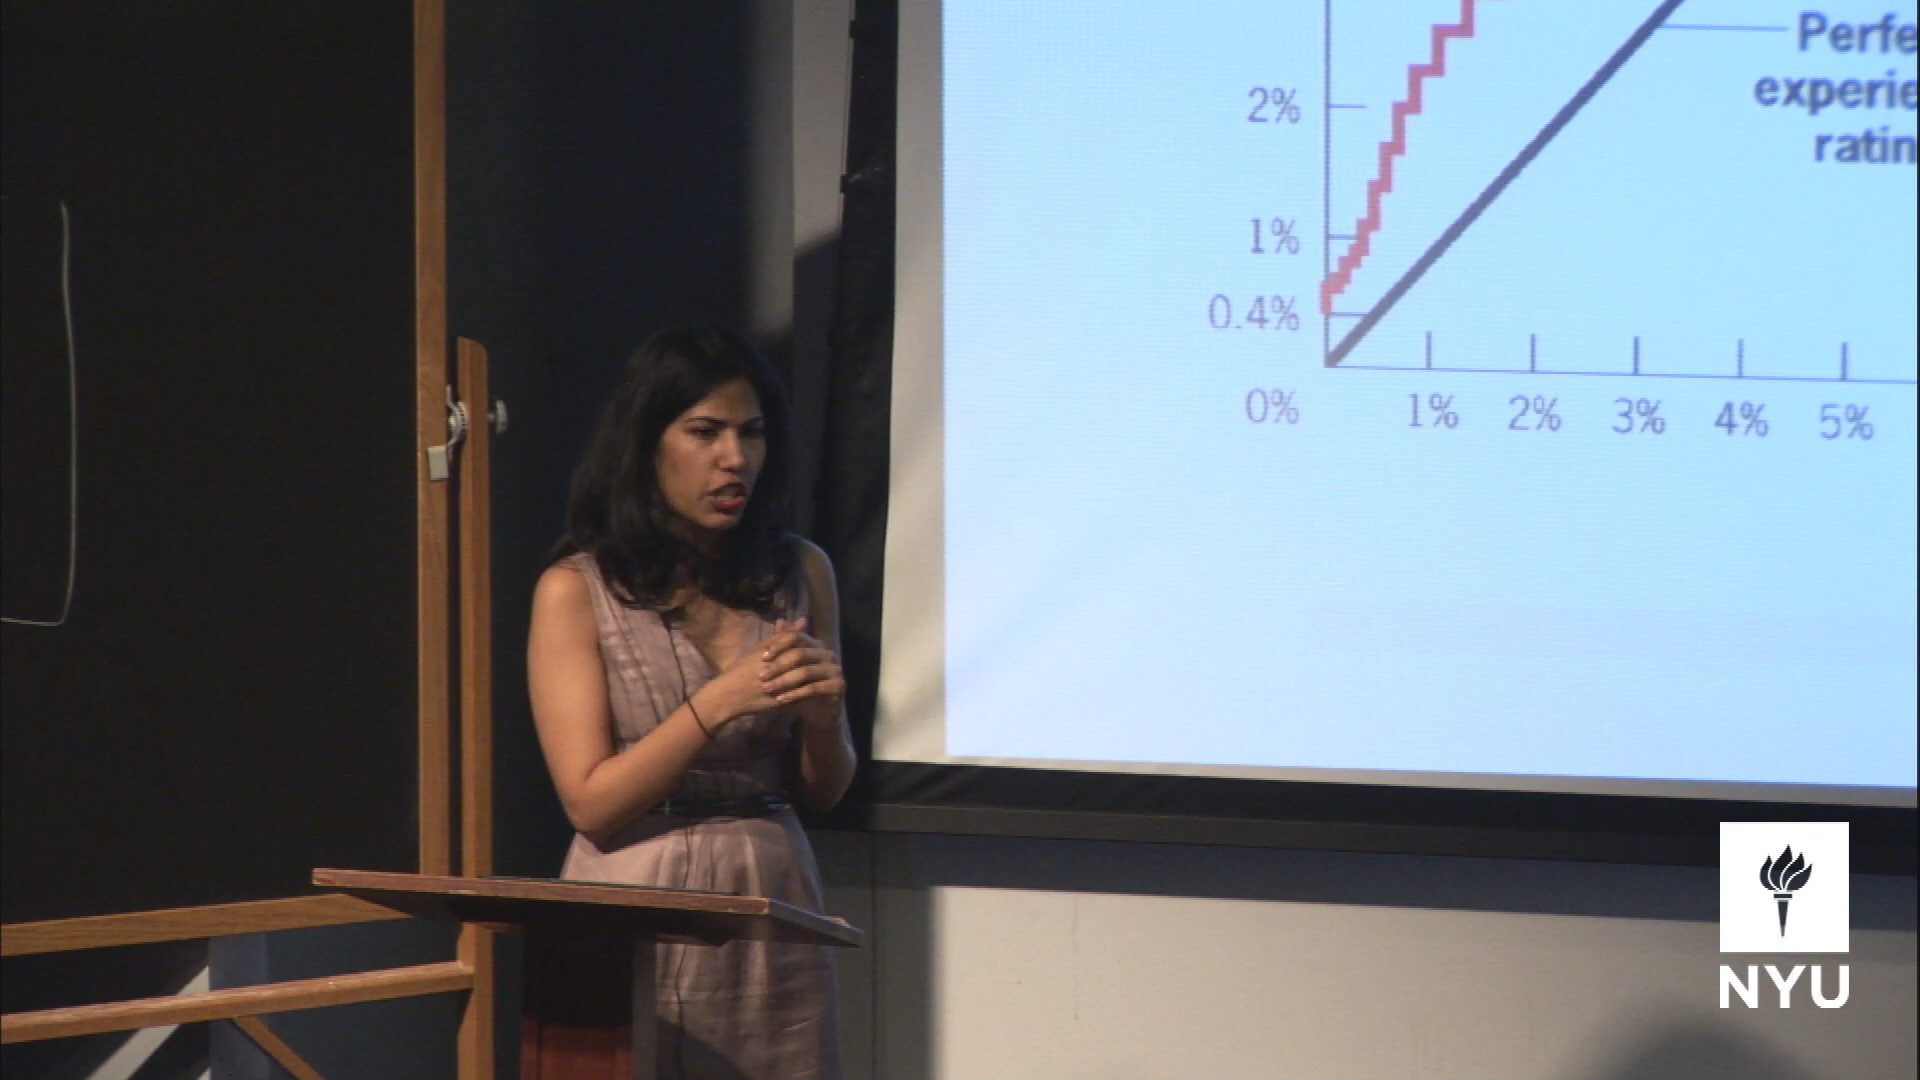 Perfe
experie
ratin
2%
1%
0.4%
0%
1% 2% 3% 4% 5%
NYU